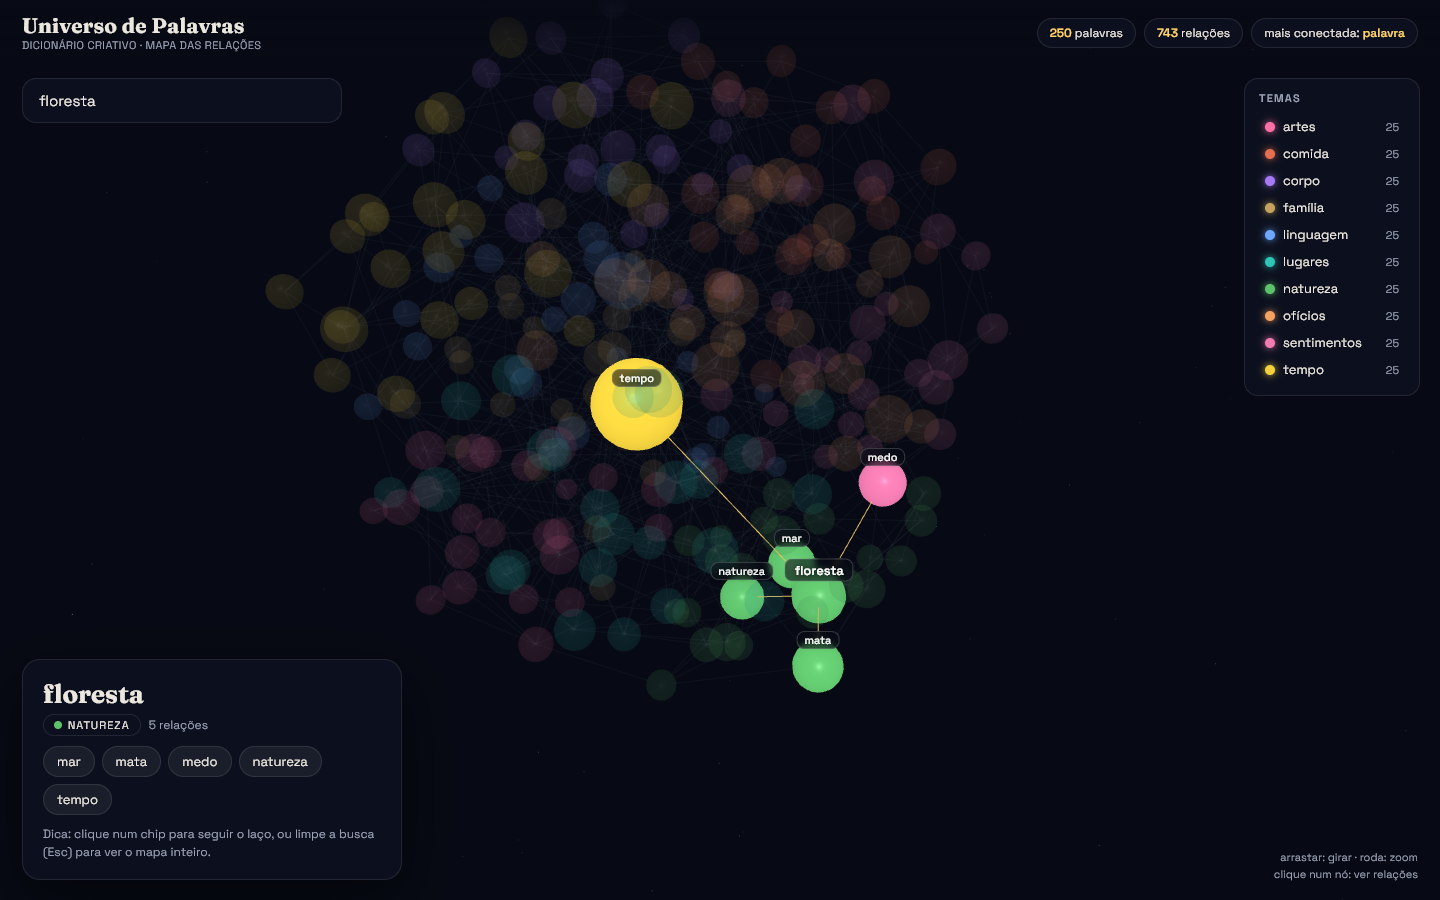 Universo de Palavras
DICIONÁRIO CRIATIVO · MAPA DAS RELAÇÕES
250 palavras
743 relações
mais conectada: palavra
floresta
TEMAS
artes 25
comida 25
corpo 25
família 25
linguagem 25
lugares 25
natureza 25
ofícios 25
sentimentos 25
tempo 25
tempo
medo
mar
natureza
floresta
mata
floresta
NATUREZA 5 relações
mar mata medo natureza
tempo
Dica: clique num chip para seguir o laço, ou limpe a busca
(Esc) para ver o mapa inteiro.
arrastar: girar · roda: zoom
clique num nó: ver relações